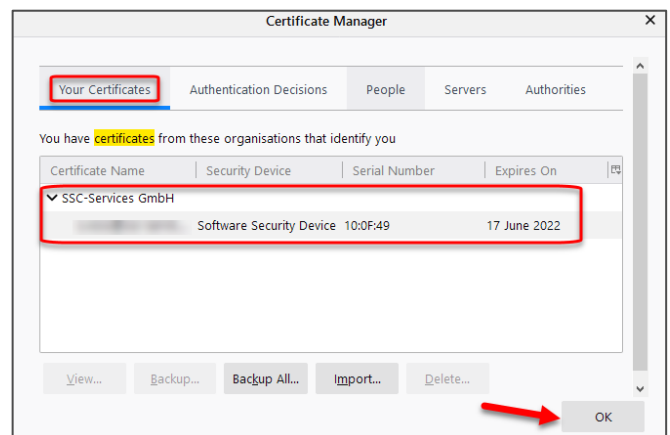 Certificate Manager
Your Certificates Authentication Decisions People Servers Authorities
You have certificates from these organisations that identify you
Certificate Name Security Device Serial Number Expires On
SSC-Services GmbH
Software Security Device 10:0F:49 17 June 2022
View... Backup... Backup All... Import... Delete...
OK